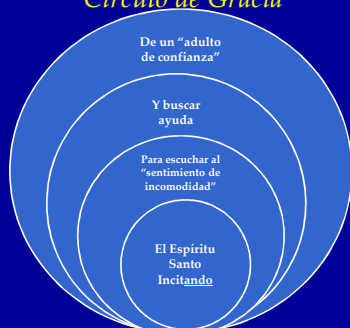 Círculo de Gracia
De un “adulto
de confianza”
Y buscar
ayuda
Para escuchar al
“sentimiento de
incomodidad”
El Espíritu
Santo
Incitando